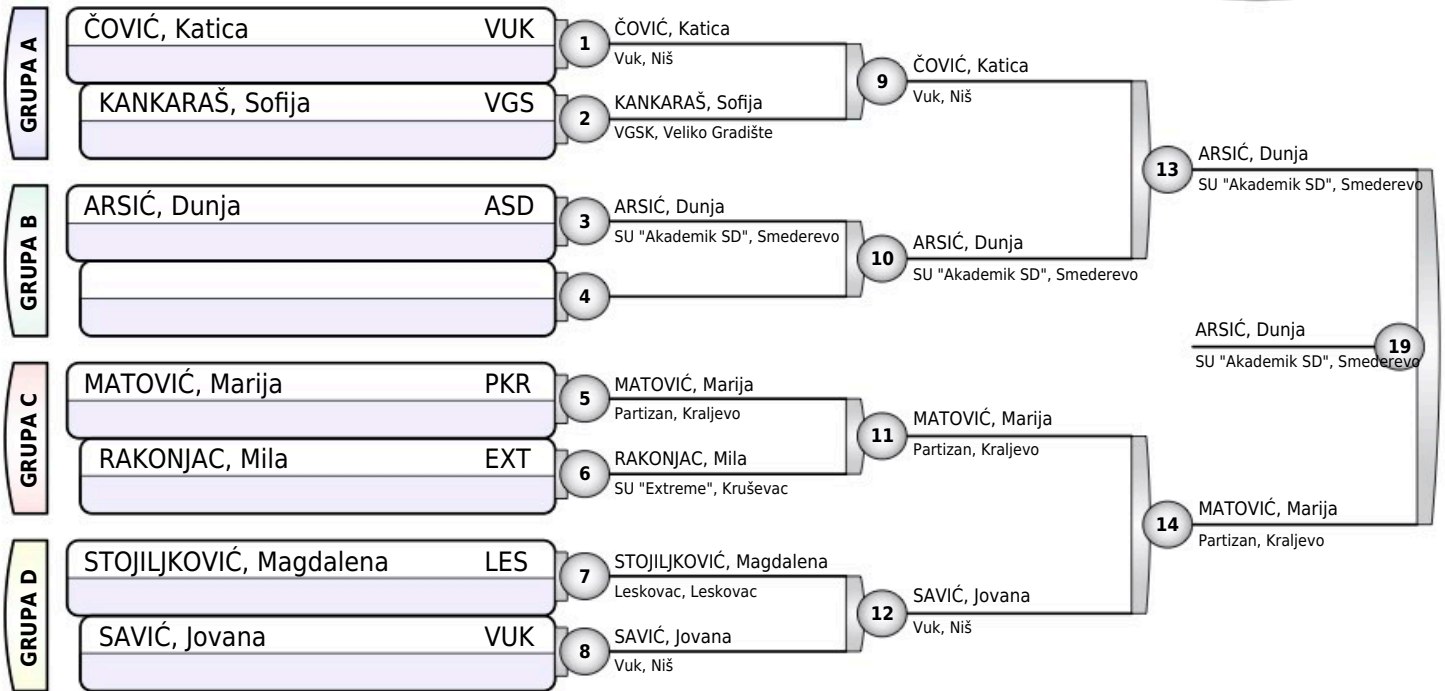 GRUPA A
ČOVIĆ, Katica VUK
KANKARAŠ, Sofija VGS
GRUPA B
ARSIĆ, Dunja ASD
GRUPA C
MATOVIĆ, Marija PKR
RAKONJAC, Mila EXT
GRUPA D
STOJILJKOVIĆ, Magdalena LES
SAVIĆ, Jovana VUK
1
ČOVIĆ, Katica
Vuk, Niš
2
KANKARAŠ, Sofija
VGSK, Veliko Gradište
3
ARSIĆ, Dunja
SU "Akademik SD", Smederevo
4
5
MATOVIĆ, Marija
Partizan, Kraljevo
6
RAKONJAC, Mila
SU "Extreme", Kruševac
7
STOJILJKOVIĆ, Magdalena
Leskovac, Leskovac
8
SAVIĆ, Jovana
Vuk, Niš
9
ČOVIĆ, Katica
Vuk, Niš
10
ARSIĆ, Dunja
SU "Akademik SD", Smederevo
11
MATOVIĆ, Marija
Partizan, Kraljevo
12
SAVIĆ, Jovana
Vuk, Niš
13
ARSIĆ, Dunja
SU "Akademik SD", Smederevo
14
MATOVIĆ, Marija
Partizan, Kraljevo
ARSIĆ, Dunja
19
SU "Akademik SD", Smederevo